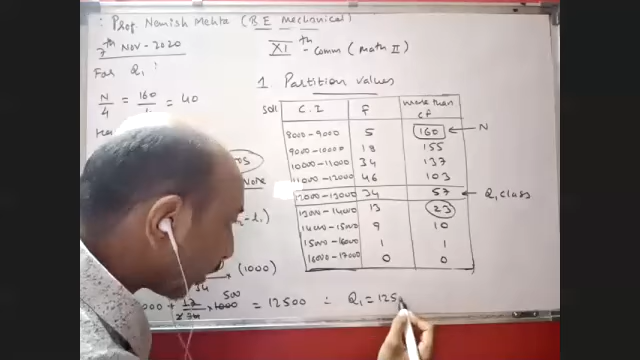 : Prof. Nemish Mehta (B.E Mechanical)
7th Nov-2020
XI th - Comm (Math II)
For Q1 :
1. Partition values
N/4 = 160/4 = 40
Soln
C.I f more than cf
8000-9000 5 160 ← N
9000-10000 18 155
10000-11000 34 137
11000-12000 46 103
12000-13000 34 57 ← Q1 class
13000-14000 13 23
14000-15000 9 10
15000-16000 1 1
16000-17000 0 0
(1000)
500
= 12500 ∴ Q1 = 125